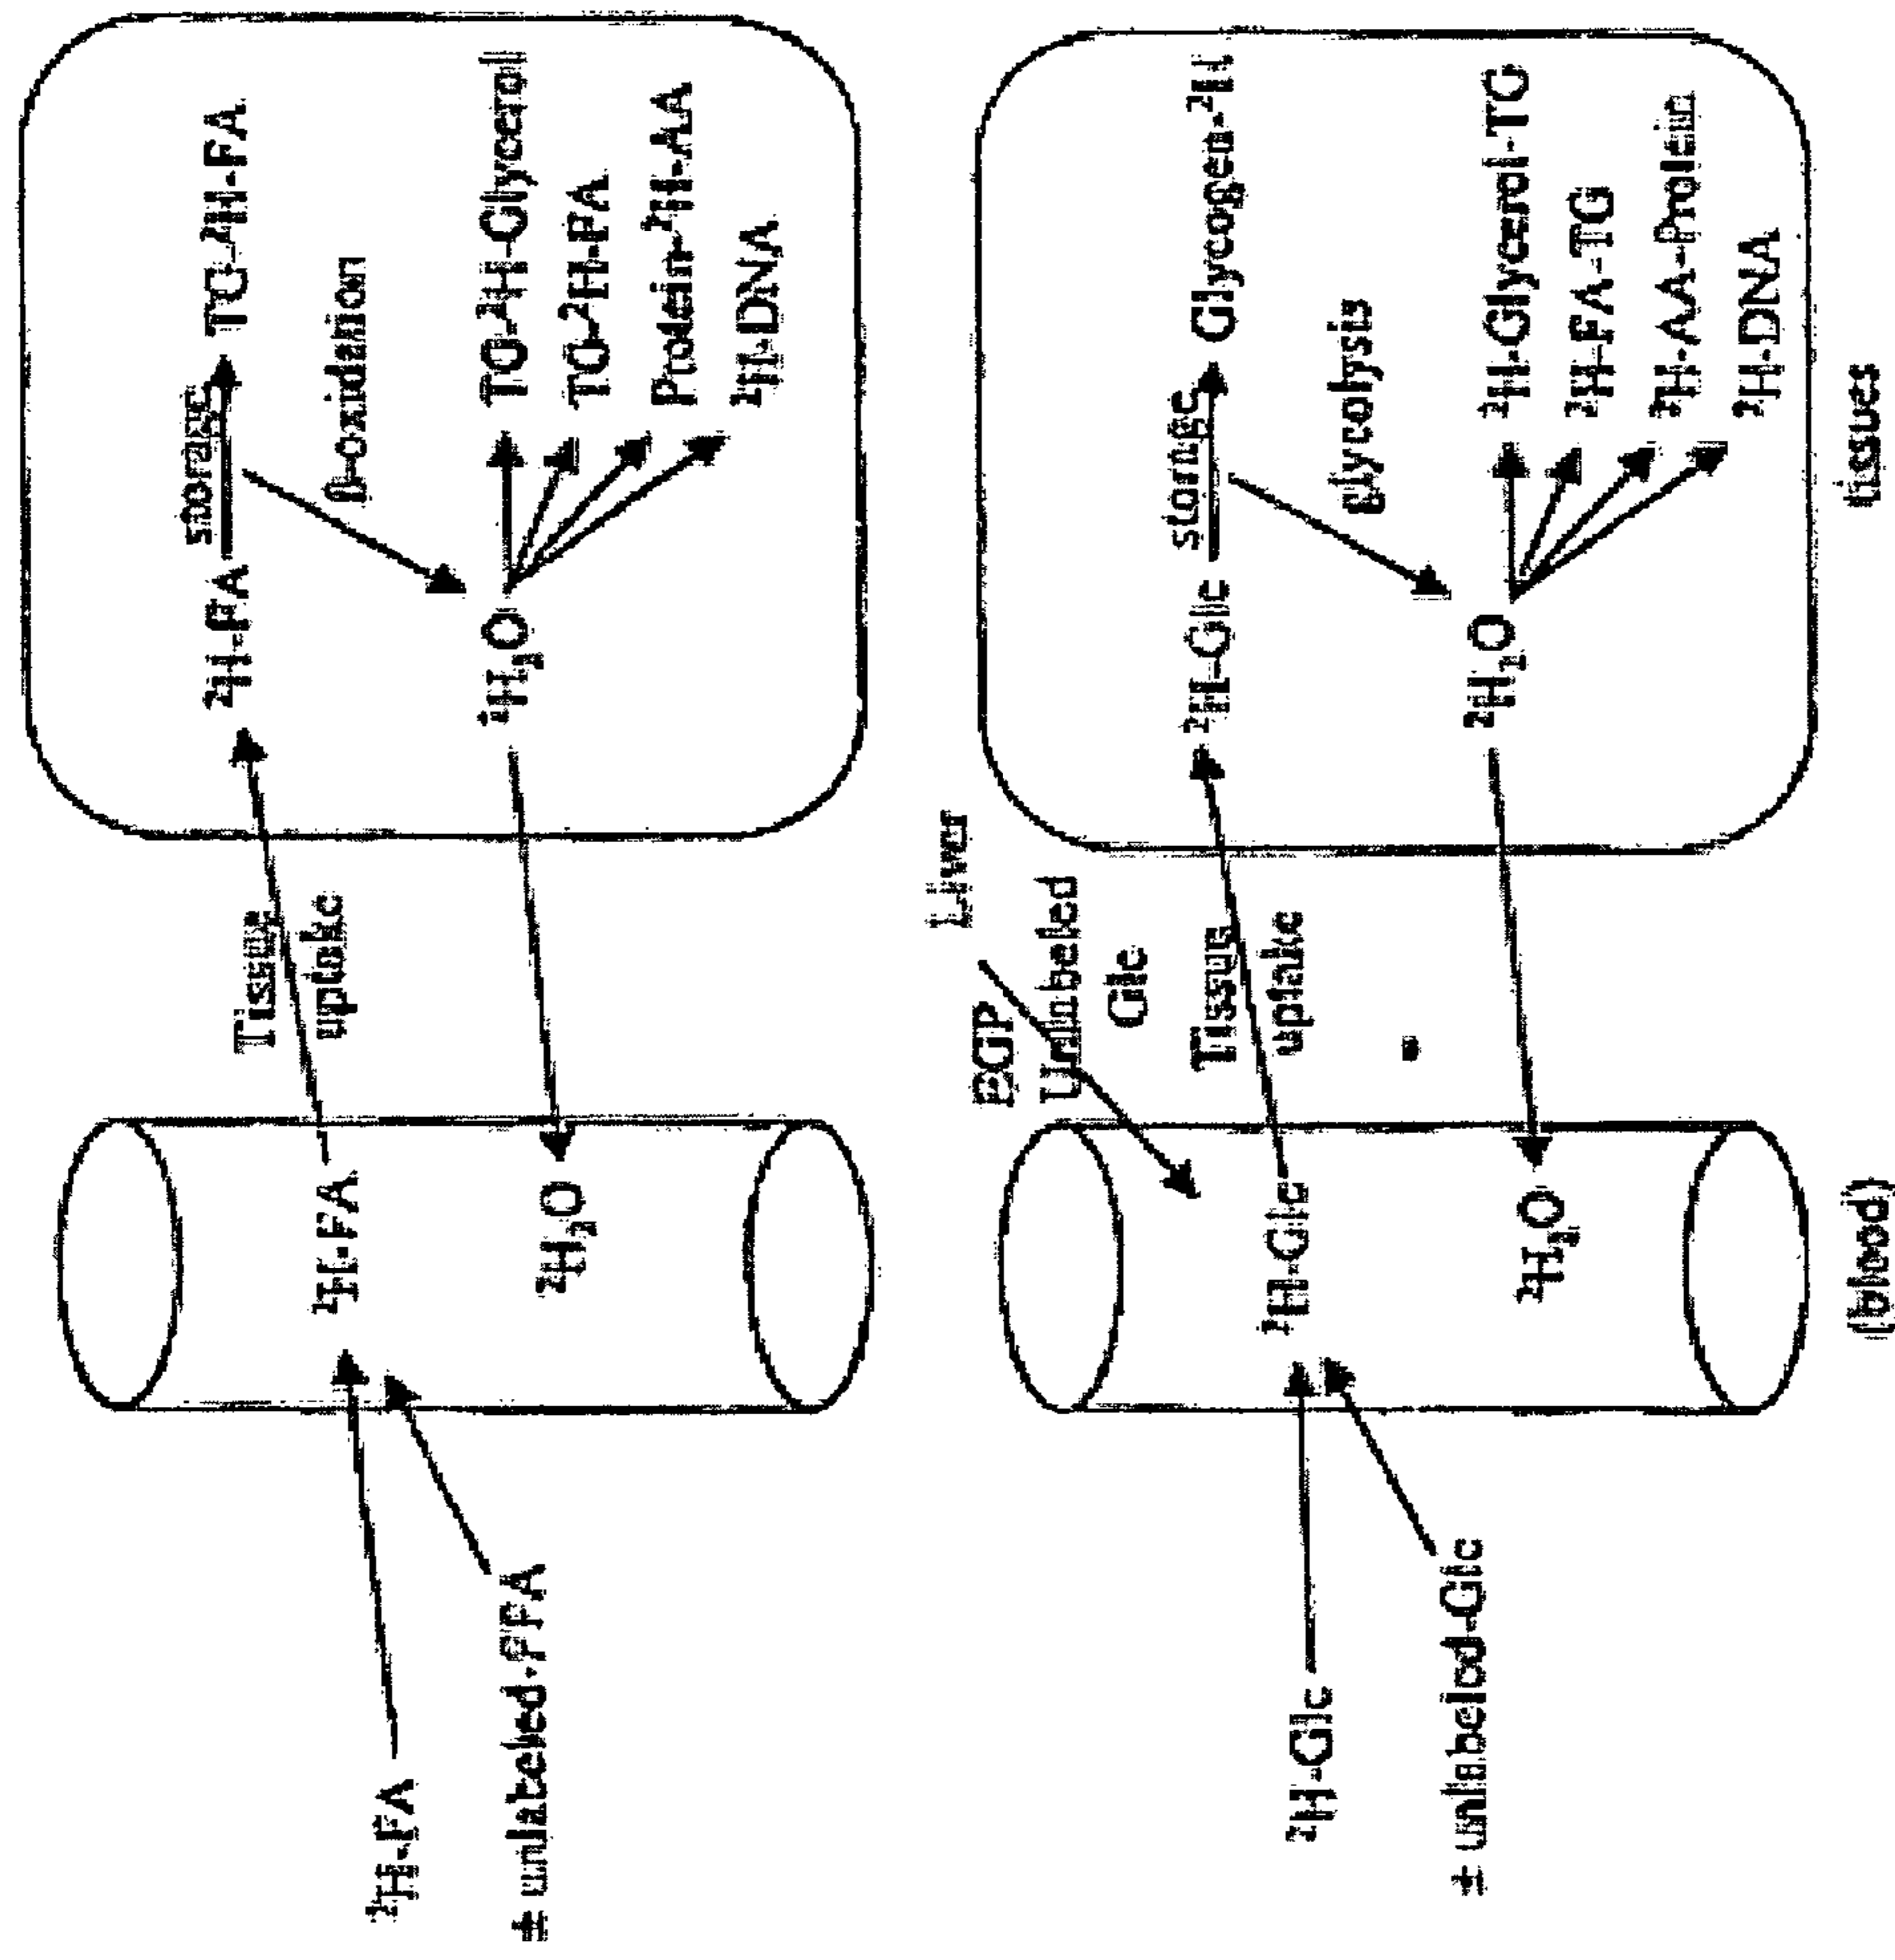 ²H-FA
± unlabeled-FFA
²H-FA
²H₂O
Tissue
uptake
²H-FA
storage
TG-²H-FA
β-oxidation
²H₂O
TG-²H-Glycerol
TG-²H-FA
Protein-²H-AA
²H-DNA
²H-Glc
± unlabeled-Glc
²H-Glc
²H₂O
(blood)
Liver
EGP
Unlabeled
Glc
Tissue
uptake
²H-Glc
storage
Glycogen-²H
glycolysis
²H₂O
²H-Glycerol-TG
²H-FA-TG
²H-AA-Protein
²H-DNA
tissues